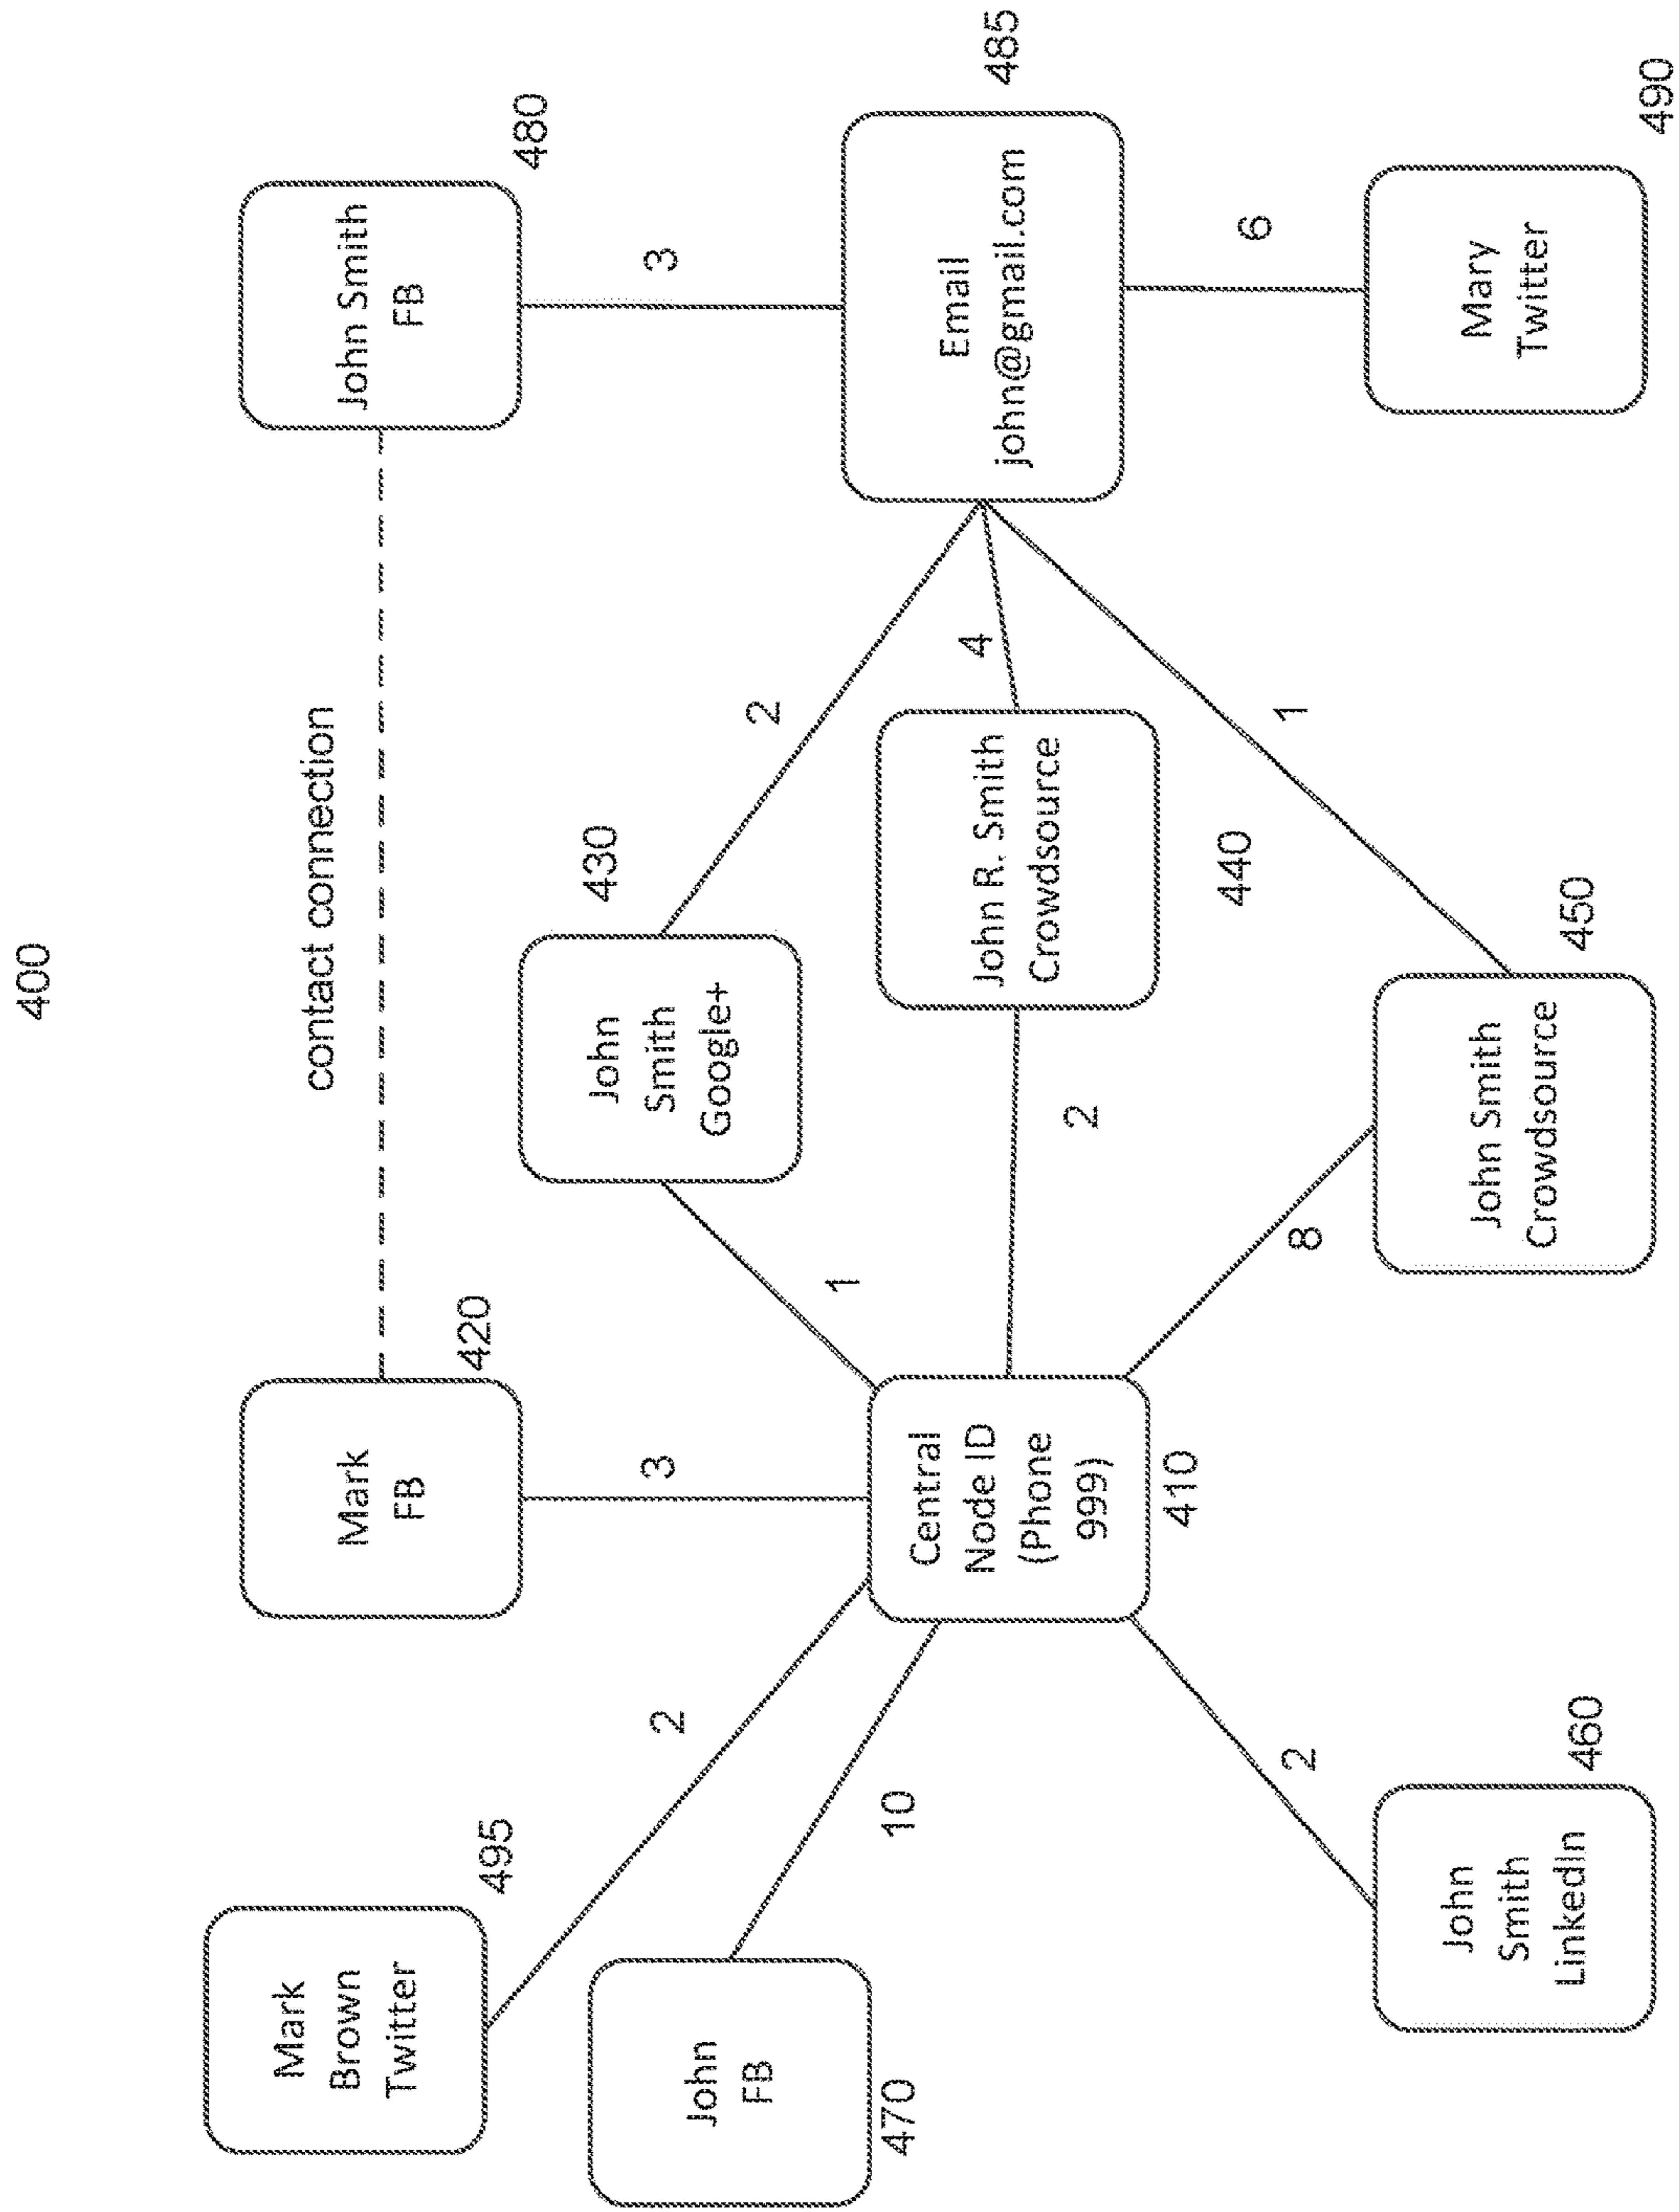 400
contact connection
Mark
Brown
Twitter
495
Mark
FB
420
John Smith
FB
480
2
3
3
John
FB
470
10
John
Smith
Google+
430
1
2
Central
Node ID
(Phone
999)
410
2
John R. Smith
Crowdsource
440
4
Email
john@gmail.com
485
2
8
1
6
John
Smith
LinkedIn
460
John Smith
Crowdsource
450
Mary
Twitter
490